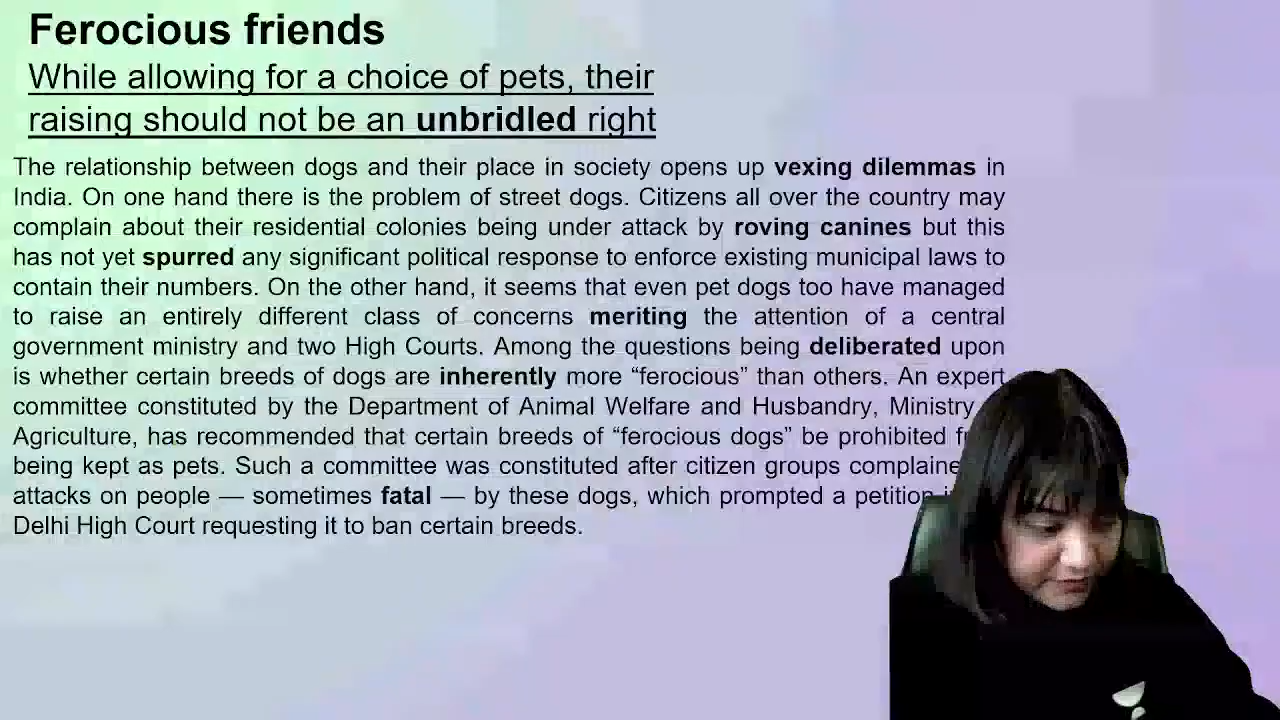 Ferocious friends
While allowing for a choice of pets, their
raising should not be an unbridled right
The relationship between dogs and their place in society opens up vexing dilemmas in
India. On one hand there is the problem of street dogs. Citizens all over the country may
complain about their residential colonies being under attack by roving canines but this
has not yet spurred any significant political response to enforce existing municipal laws to
contain their numbers. On the other hand, it seems that even pet dogs too have managed
to raise an entirely different class of concerns meriting the attention of a central
government ministry and two High Courts. Among the questions being deliberated upon
is whether certain breeds of dogs are inherently more “ferocious” than others. An expert
committee constituted by the Department of Animal Welfare and Husbandry, Ministry
Agriculture, has recommended that certain breeds of “ferocious dogs” be prohibited
being kept as pets. Such a committee was constituted after citizen groups
attacks on people — sometimes fatal — by these dogs, which prompted a petition
Delhi High Court requesting it to ban certain breeds.